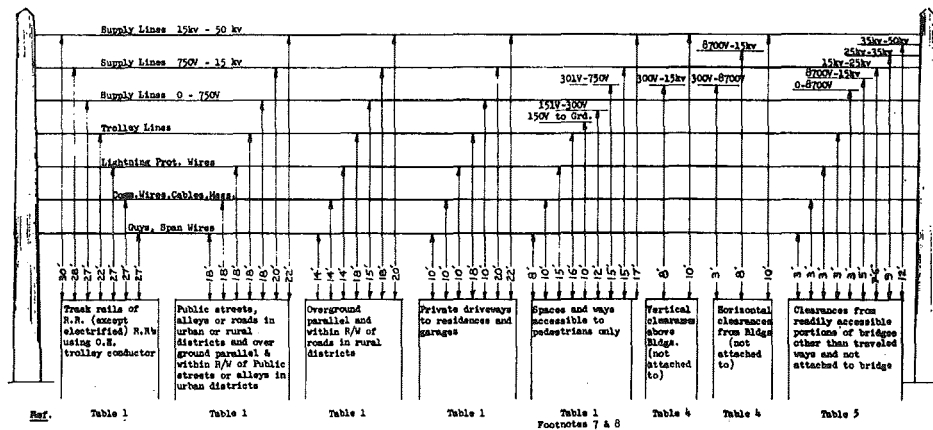 Supply Lines 15kv - 50 kv
8700V-15kv
35kv-50kv
25kv-35kv
Supply Lines 750V - 15 kv
15kv-25kv
301V-750V
300V-15kv
300V-8700V
8700V-15kv
0-8700V
Supply Lines 0 - 750V
151V-300V
150V to Grd.
Trolley Lines
Lightning Prot. Wires
Comm.Wires.Cables.Mess.
Guys, Span Wires
30' 28' 27' 22' 27' 27' 27'
18' 18' 18' 18' 18' 20' 22'
14' 14' 14' 18' 15' 18' 20'
10' 10' 10' 18' 10' 20' 22'
8' 10' 15' 16' 10' 12' 15' 15' 17'
8' 10'
3' 8' 10'
3' 3' 3' 3' 3' 5' 9' 12'
Track rails of
R.R. (except
electrified) R.Rs
using O.H.
trolley conductor
Public streets,
alleys or roads in
urban or rural
districts and over
ground parallel &
within R/W of Public
streets or alleys in
urban districts
Overground
parallel and
within R/W of
roads in rural
districts
Private driveways
to residences and
garages
Spaces and ways
accessible to
pedestrians only
Vertical
clearances
above
Bldgs.
(not
attached
to)
Horizontal
clearances
from Bldgs
(not
attached
to)
Clearances from
readily accessible
portions of bridges
other than traveled
ways and not
attached to bridge
Ref. Table 1 Table 1 Table 1 Table 1 Table 1 Table 4 Table 4 Table 5
Footnotes 7 & 8